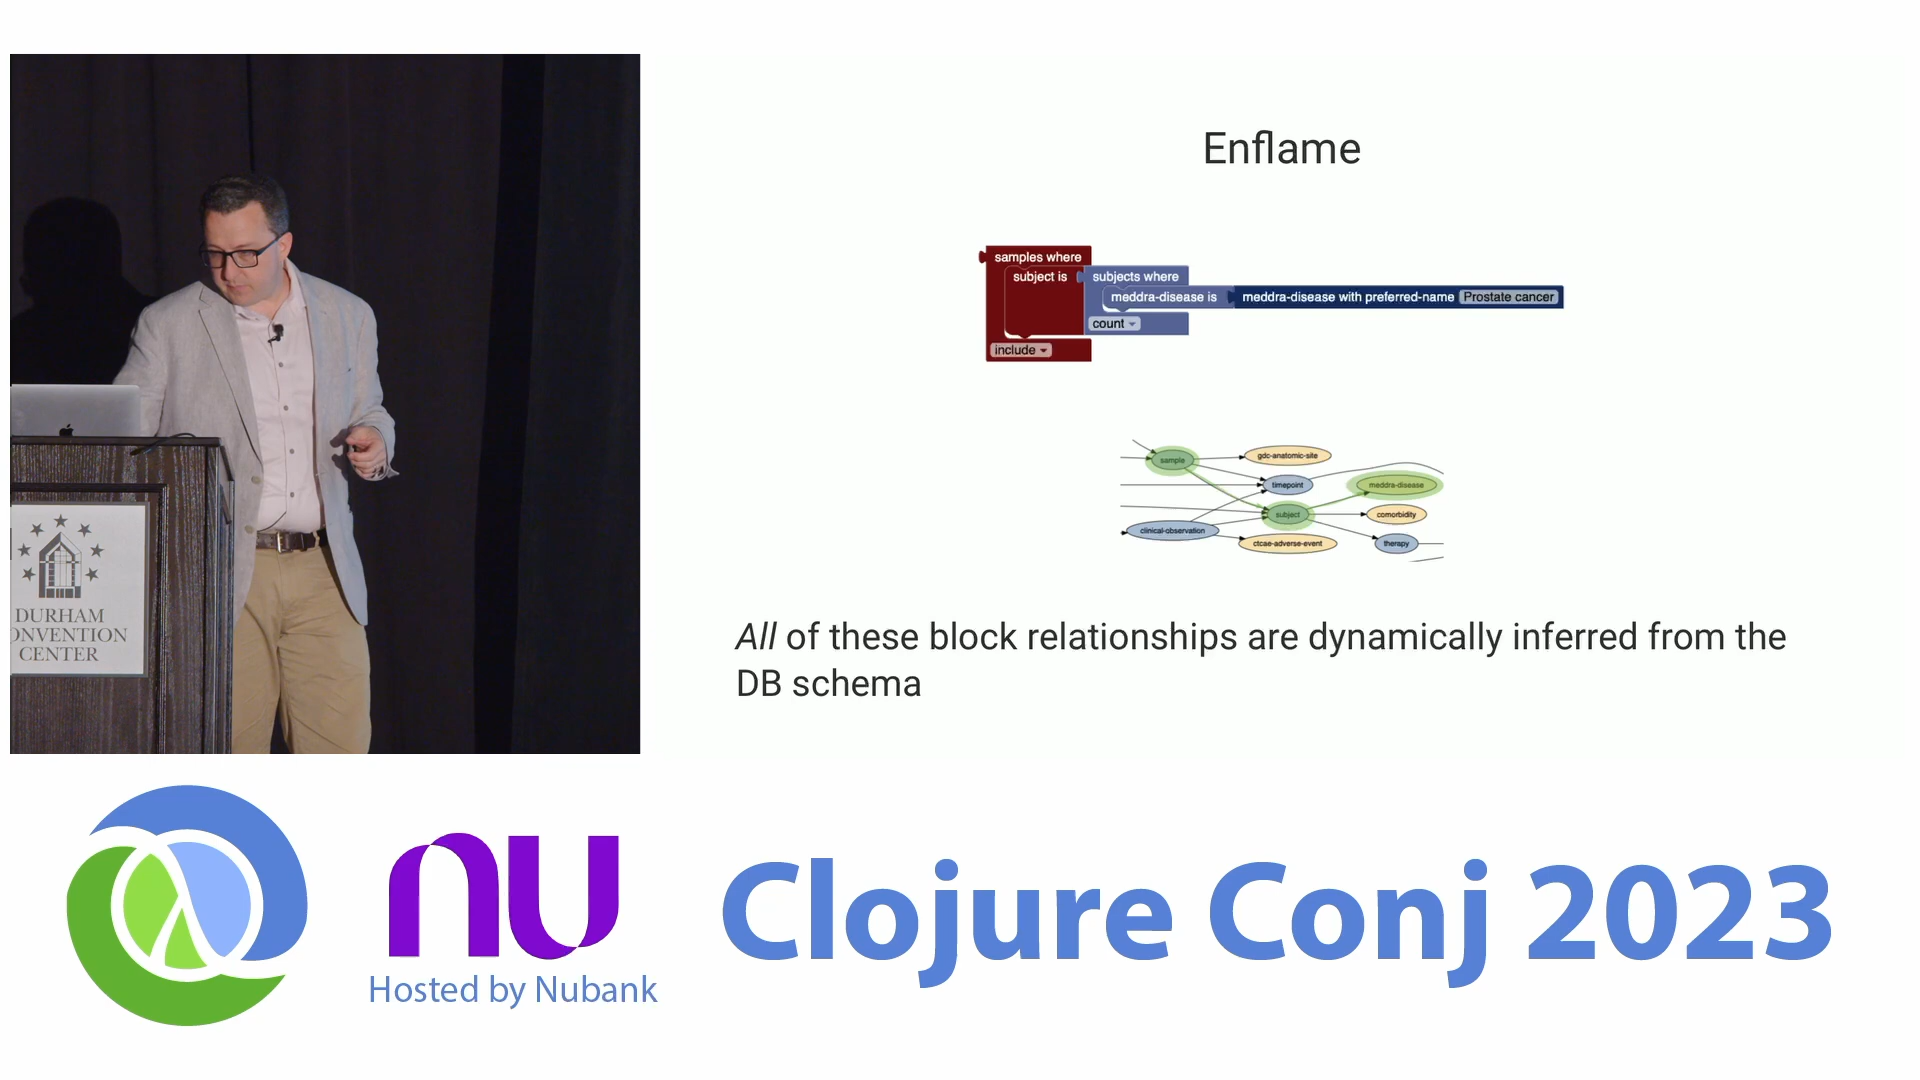 Enflame
samples where
subject is
subjects where
meddra-disease is
meddra-disease with preferred-name Prostate cancer
count
include
sample
gdc-anatomic-site
timepoint
meddra-disease
subject
comorbidity
clinical-observation
ctcae-adverse-event
therapy
All of these block relationships are dynamically inferred from the
DB schema
DURHAM
ONVENTION
CENTER
nu
Hosted by Nubank
Clojure Conj 2023